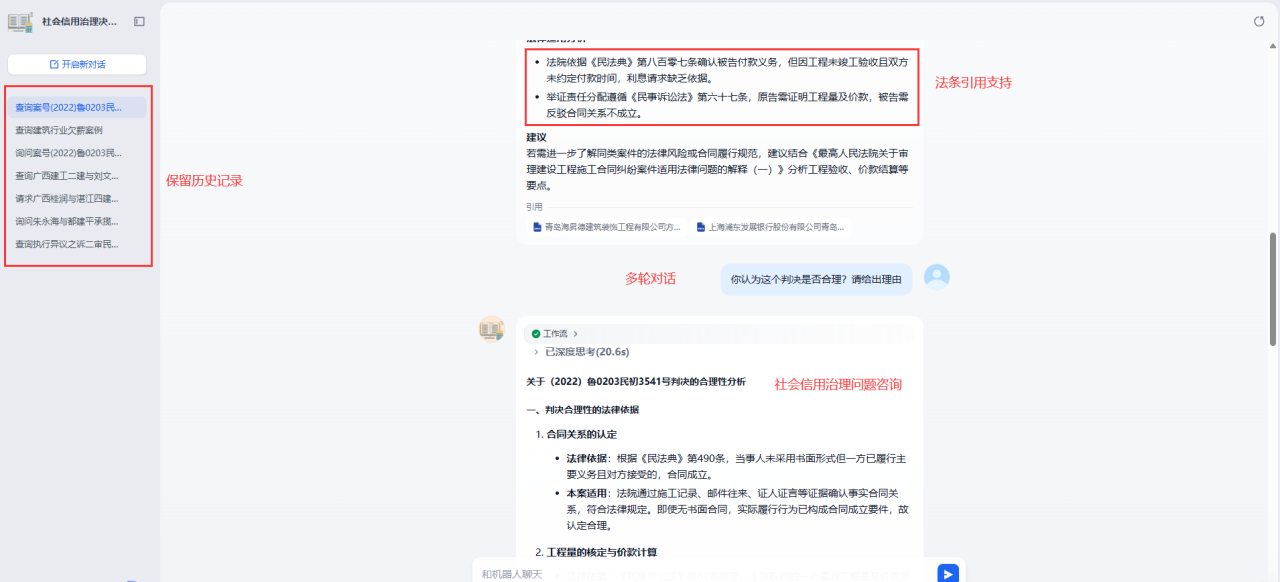 社会信用治理决...
开启新对话
查询案号(2022)鲁0203民...
查询建筑行业欠薪案例
询问案号(2022)鲁0203民...
查询广西建工二建与刘文...
请求广西桂润与湛江四建...
询问朱永海与都建平承揽...
查询执行异议之诉二审民...
保留历史记录
法院依据《民法典》第八百零七条确认被告付款义务，但因工程未竣工验收且双方
未约定付款时间，利息请求缺乏依据。
举证责任分配遵循《民事诉讼法》第六十七条，原告需证明工程量及价款，被告需
反驳合同关系不成立。
法条引用支持
建议
若需进一步了解同类案件的法律风险或合同履行规范，建议结合《最高人民法院关于审
理建设工程施工合同纠纷案件适用法律问题的解释（一）》分析工程验收、价款结算等
要点。
引用
青岛海昇德建筑装饰工程有限公司方...
上海浦东发展银行股份有限公司青岛...
多轮对话
你认为这个判决是否合理？请给出理由
工作流
已深度思考(20.6s)
关于（2022）鲁0203民初3541号判决的合理性分析
社会信用治理问题咨询
一、判决合理性的法律依据
1. 合同关系的认定
法律依据：根据《民法典》第490条，当事人未采用书面形式但一方已履行主
要义务且对方接受的，合同成立。
本案适用：法院通过施工记录、邮件往来、证人证言等证据确认事实合同关
系，符合法律规定。即使无书面合同，实际履行行为已构成合同成立要件，故
认定合理。
2. 工程量的核定与价款计算
和机器人聊天